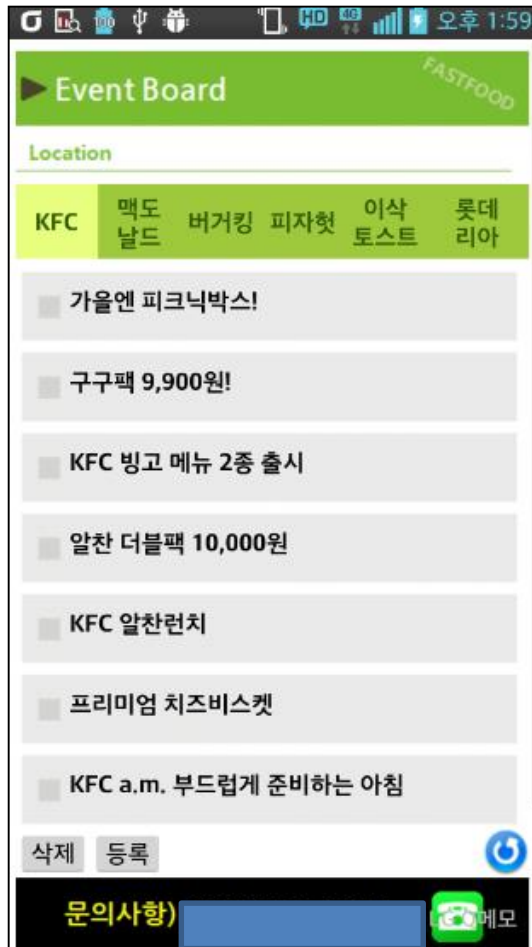 오후 1:59
Event Board
FASTFOOD
Location
KFC
맥도
날드
버거킹
피자헛
이삭
토스트
롯데
리아
가을엔 피크닉박스!
구구팩 9,900원!
KFC 빙고 메뉴 2종 출시
알찬 더블팩 10,000원
KFC 알찬런치
프리미엄 치즈비스켓
KFC a.m. 부드럽게 준비하는 아침
삭제 등록
문의사항)
메모